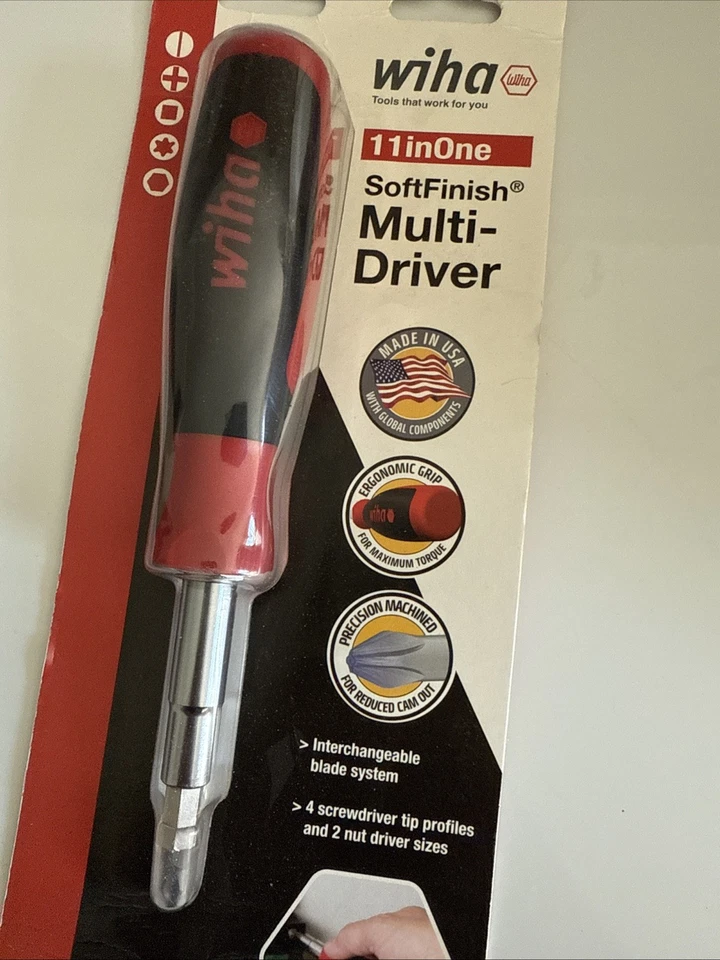 wiha
wiha
Tools that work for you
11inOne
SoftFinish®
Multi-
Driver
wiha
MADE IN USA
WITH GLOBAL COMPONENTS
ERGONOMIC GRIP
wiha
FOR MAXIMUM TORQUE
PRECISION MACHINED
FOR REDUCED CAM OUT
> Interchangeable
blade system
> 4 screwdriver tip profiles
and 2 nut driver sizes